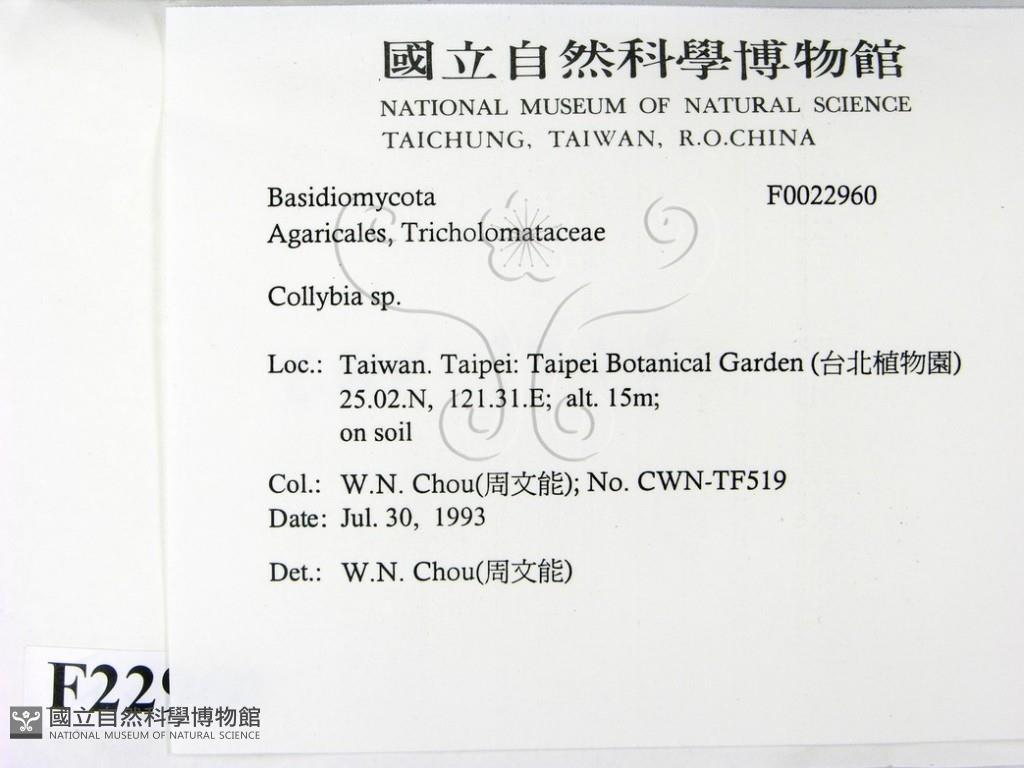 國立自然科學博物館
NATIONAL MUSEUM OF NATURAL SCIENCE
TAICHUNG, TAIWAN, R.O.CHINA
Basidiomycota F0022960
Agaricales, Tricholomataceae
Collybia sp.
Loc.: Taiwan. Taipei: Taipei Botanical Garden (台北植物園)
25.02.N, 121.31.E; alt. 15m;
on soil
Col.: W.N. Chou(周文能); No. CWN-TF519
Date: Jul. 30, 1993
Det.: W.N. Chou(周文能)
F229
國立自然科學博物館
NATIONAL MUSEUM OF NATURAL SCIENCE